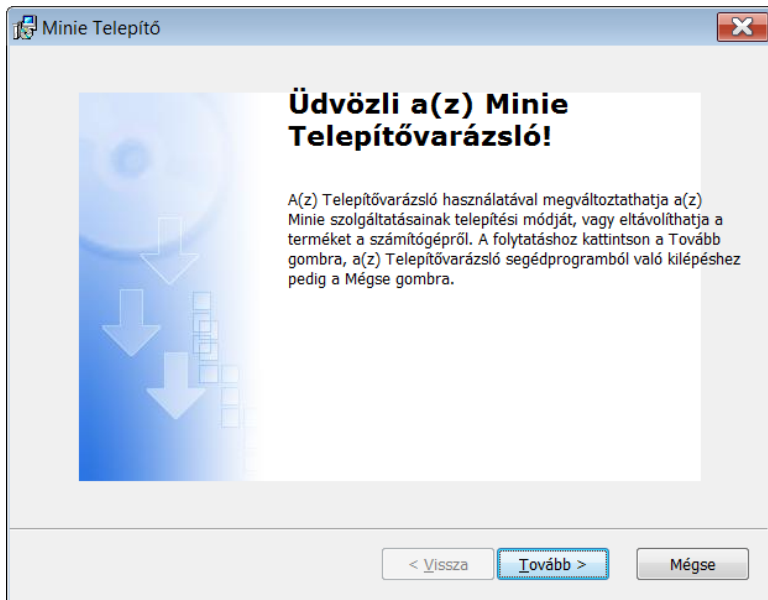 Minie Telepítő
Üdvözli a(z) Minie
Telepítővarázsló!
A(z) Telepítővarázsló használatával megváltoztathatja a(z)
Minie szolgáltatásainak telepítési módját, vagy eltávolíthatja a
terméket a számítógépről. A folytatáshoz kattintson a Tovább
gombra, a(z) Telepítővarázsló segédprogramból való kilépéshez
pedig a Mégse gombra.
< Vissza
Tovább >
Mégse